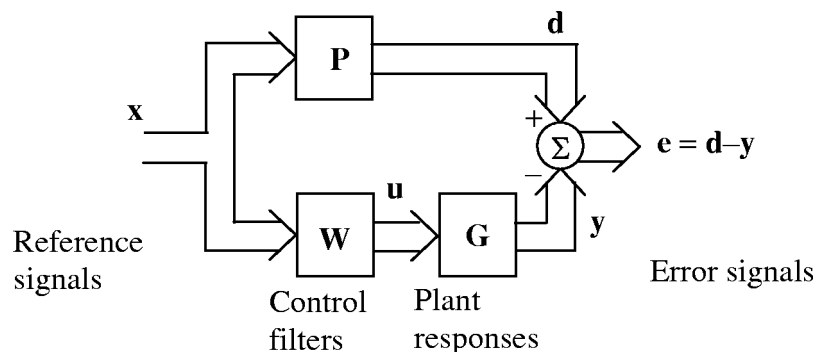 d
P
x
+
Σ
e = d–y
–
u
W
G
y
Reference
signals
Error signals
Control
filters
Plant
responses